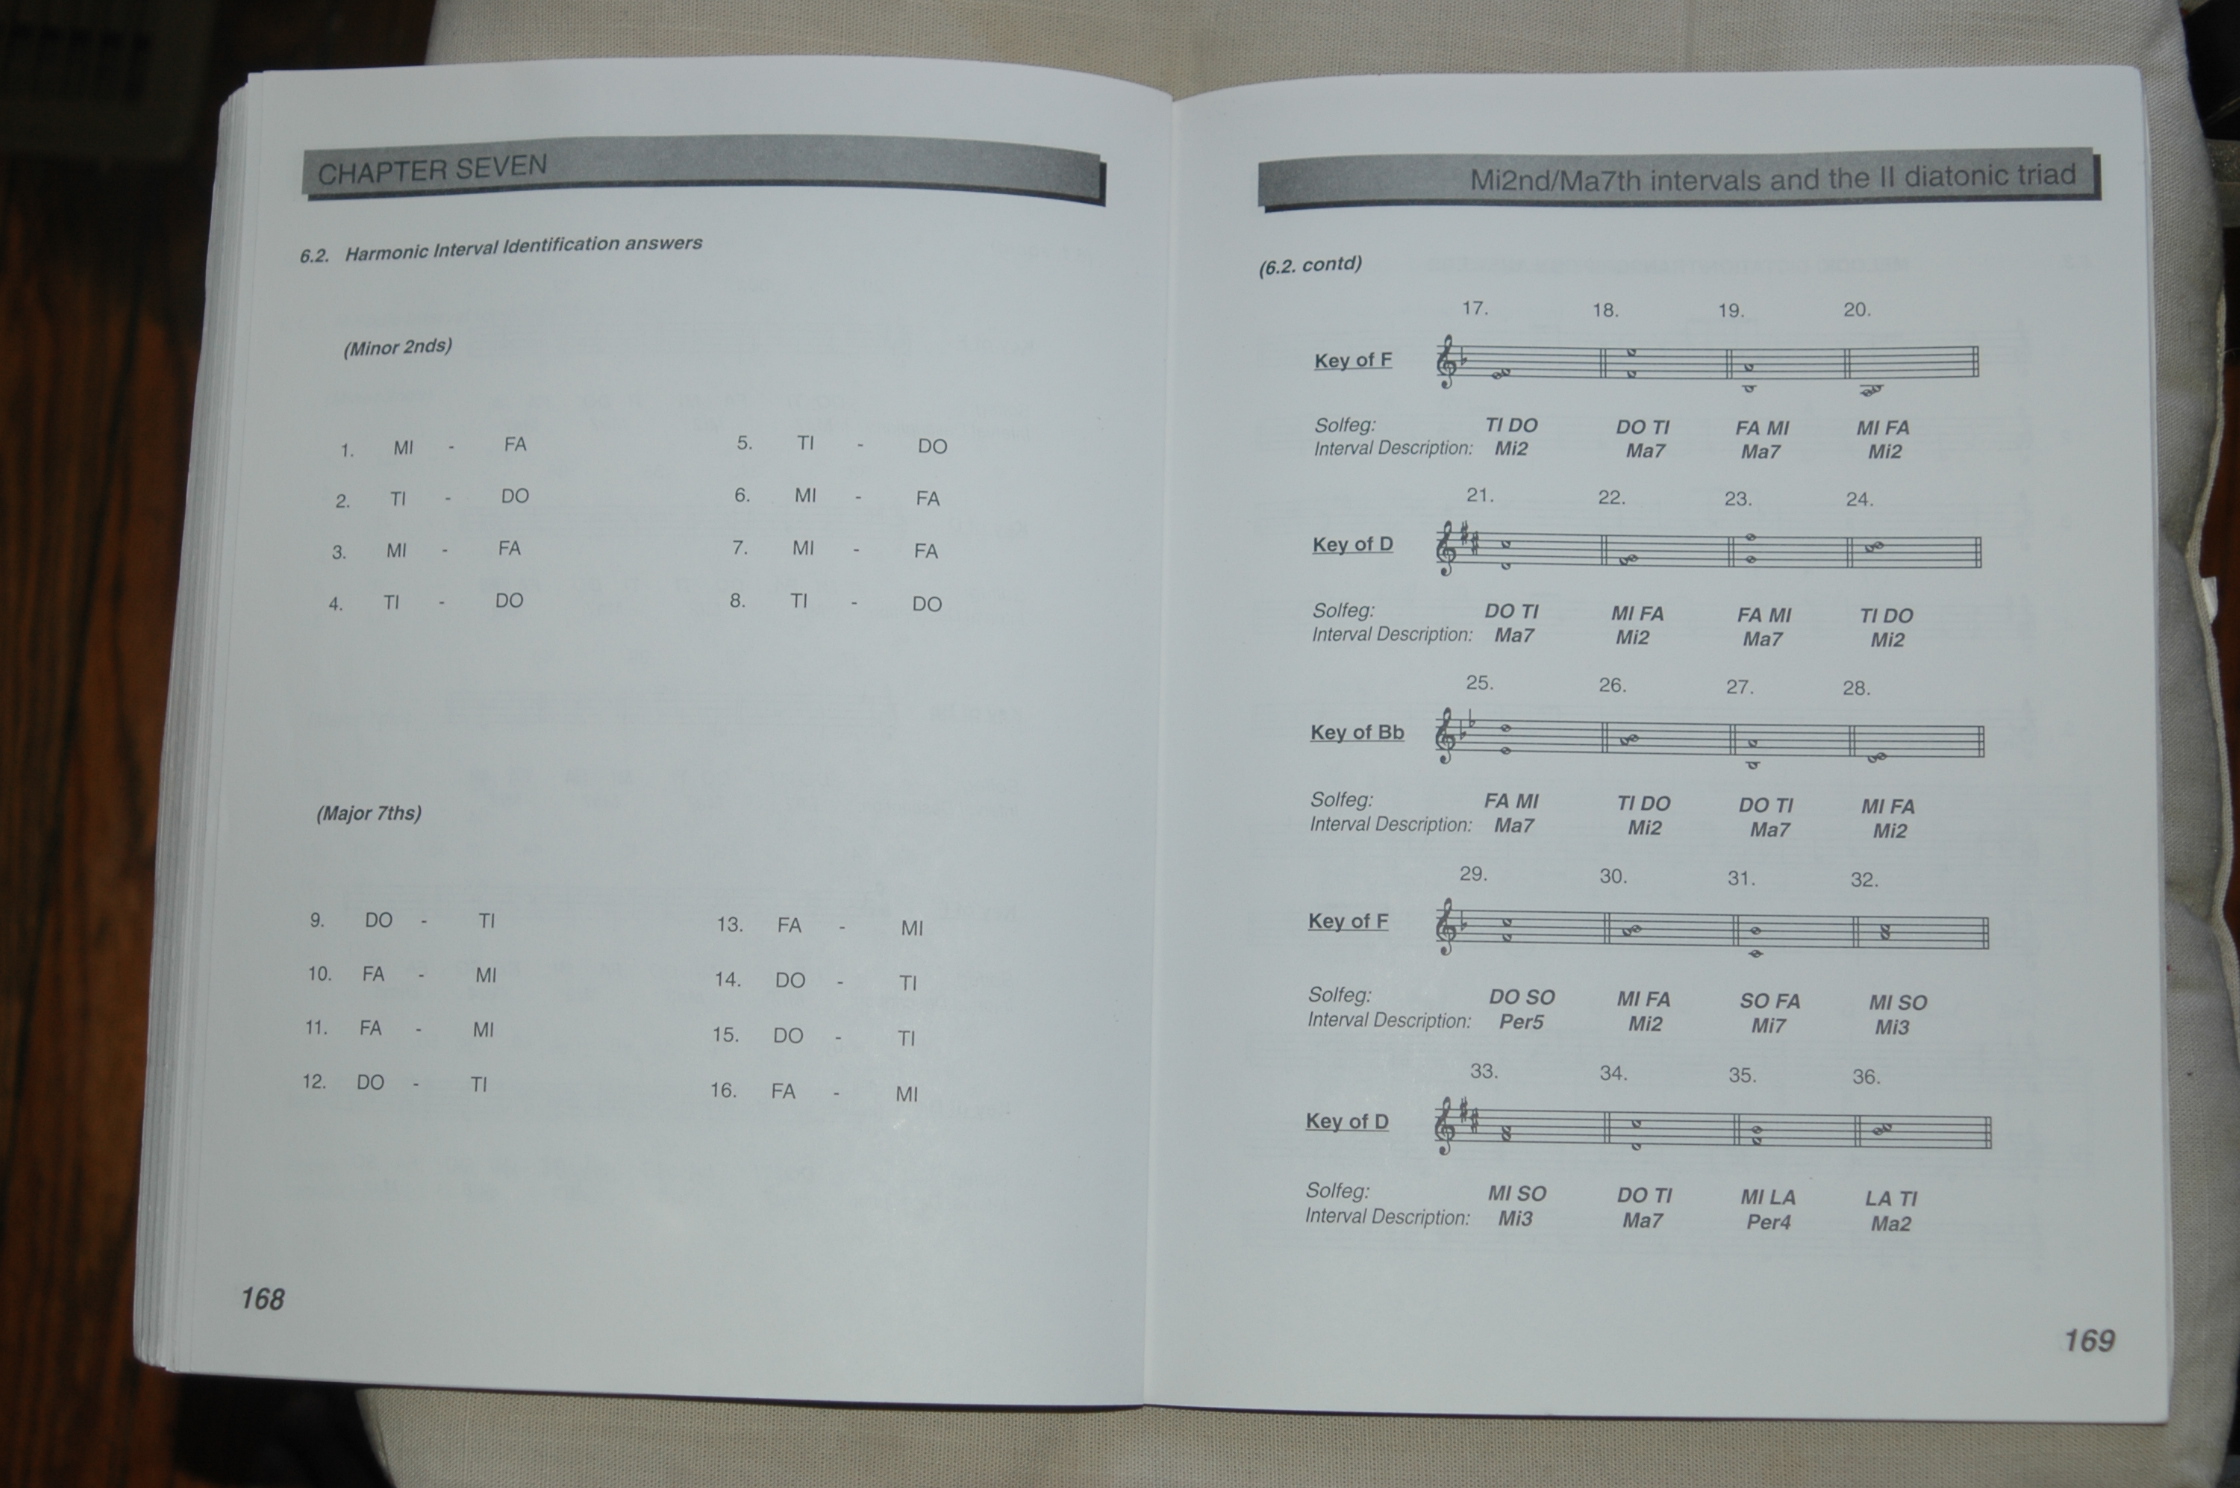 CHAPTER SEVEN
6.2. Harmonic Interval Identification answers
(Minor 2nds)
1. MI - FA 5. TI - DO
2. TI - DO 6. MI - FA
3. MI - FA 7. MI - FA
4. TI - DO 8. TI - DO
(Major 7ths)
9. DO - TI 13. FA - MI
10. FA - MI 14. DO - TI
11. FA - MI 15. DO - TI
12. DO - TI 16. FA - MI
168
Mi2nd/Ma7th intervals and the II diatonic triad
(6.2. contd)
17. 18. 19. 20.
Key of F
Solfeg: TI DO DO TI FA MI MI FA
Interval Description: Mi2 Ma7 Ma7 Mi2
21. 22. 23. 24.
Key of D
Solfeg: DO TI MI FA FA MI TI DO
Interval Description: Ma7 Mi2 Ma7 Mi2
25. 26. 27. 28.
Key of Bb
Solfeg: FA MI TI DO DO TI MI FA
Interval Description: Ma7 Mi2 Ma7 Mi2
29. 30. 31. 32.
Key of F
Solfeg: DO SO MI FA SO FA MI SO
Interval Description: Per5 Mi2 Mi7 Mi3
33. 34. 35. 36.
Key of D
Solfeg: MI SO DO TI MI LA LA TI
Interval Description: Mi3 Ma7 Per4 Ma2
169